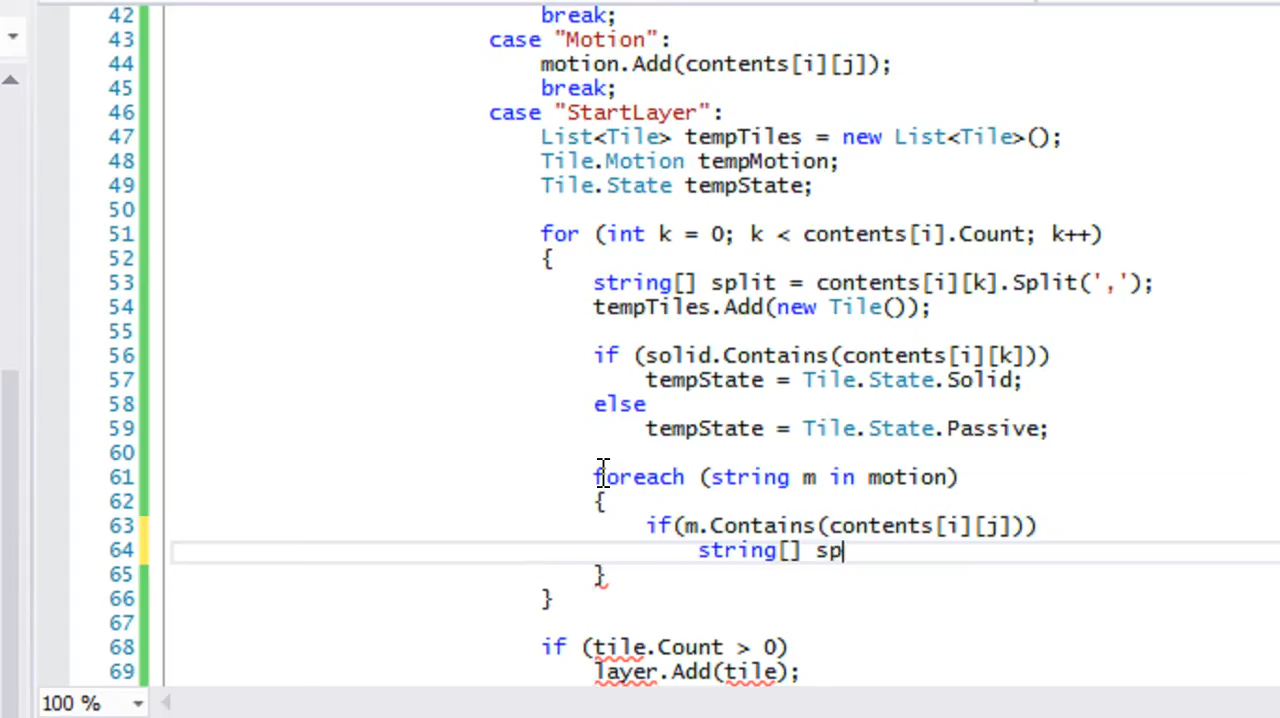 42 break;
43 case "Motion":
44 motion.Add(contents[i][j]);
45 break;
46 case "StartLayer":
47 List<Tile> tempTiles = new List<Tile>();
48 Tile.Motion tempMotion;
49 Tile.State tempState;
50
51 for (int k = 0; k < contents[i].Count; k++)
52 {
53 string[] split = contents[i][k].Split(',');
54 tempTiles.Add(new Tile());
55
56 if (solid.Contains(contents[i][k]))
57 tempState = Tile.State.Solid;
58 else
59 tempState = Tile.State.Passive;
60
61 foreach (string m in motion)
62 {
63 if(m.Contains(contents[i][j]))
64 string[] sp
65 }
66 }
67
68 if (tile.Count > 0)
69 layer.Add(tile);
100 %